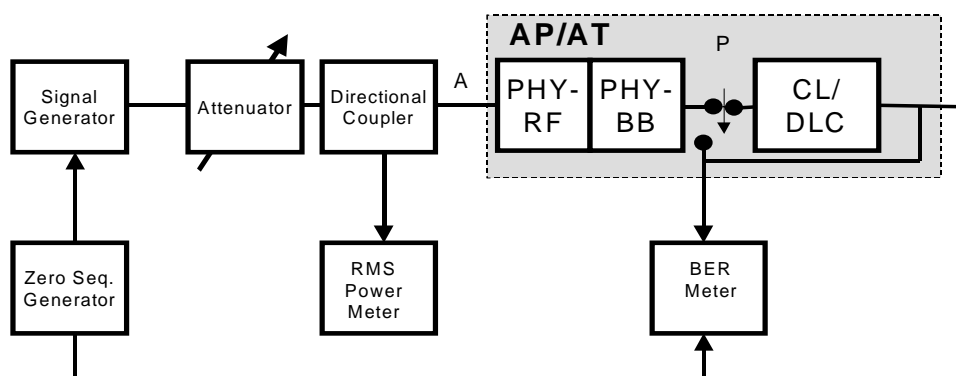 AP/AT
P
Signal
Generator
Attenuator
Directional
Coupler
A
PHY-
RF
PHY-
BB
CL/
DLC
Zero Seq.
Generator
RMS
Power
Meter
BER
Meter